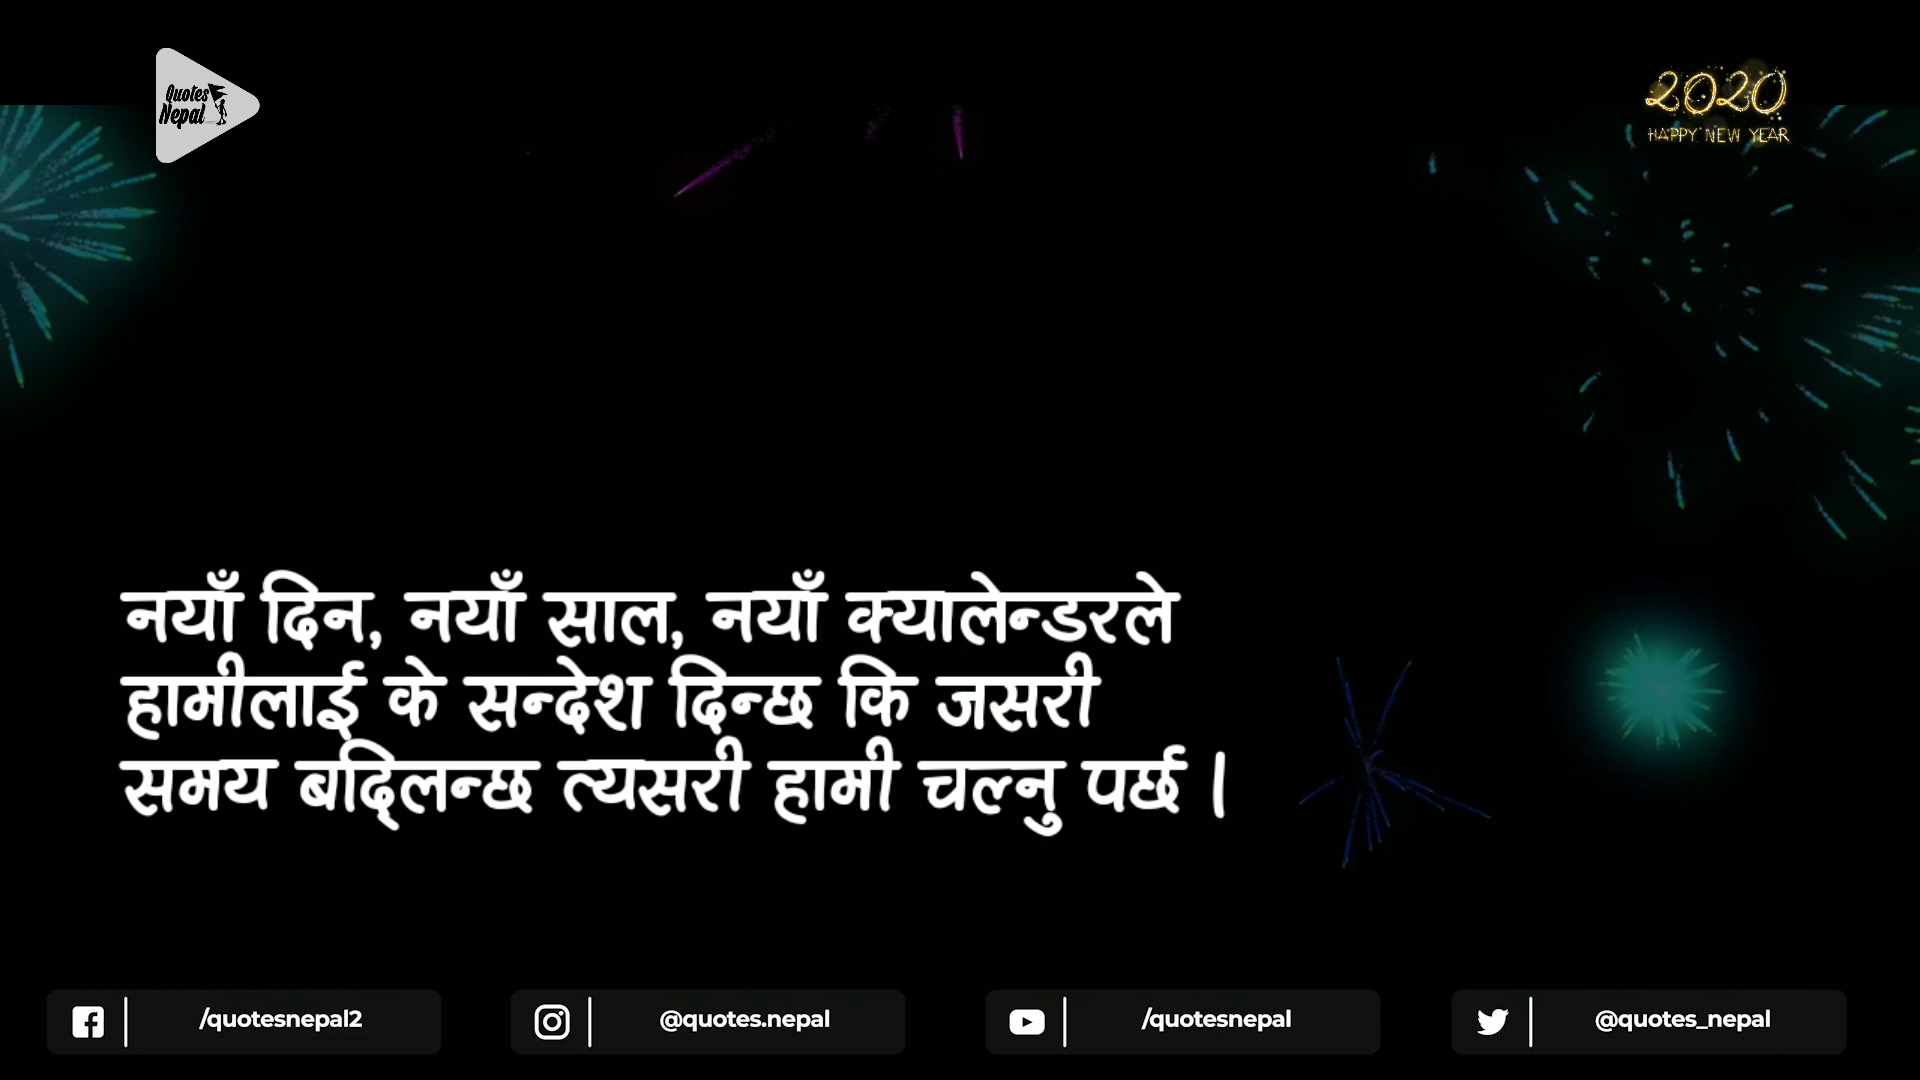 Quotes
Nepal
2020
HAPPY NEW YEAR
नयाँ दिन, नयाँ साल, नयाँ क्यालेन्डरले
हामीलाई के सन्देश दिन्छ कि जसरी
समय बद्लिन्छ त्यसरी हामी चल्नु पर्छ |
/quotesnepal2
@quotes.nepal
/quotesnepal
@quotes_nepal